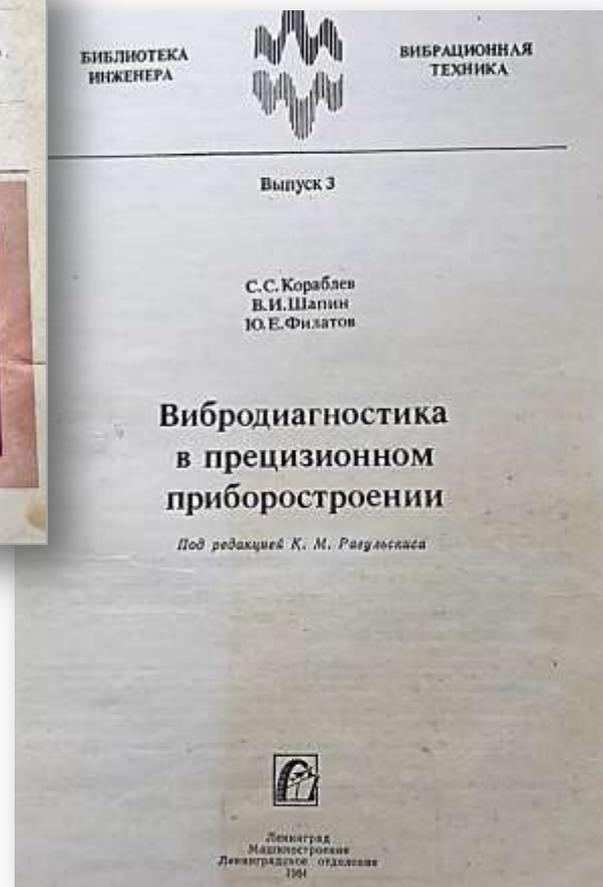 БИБЛИОТЕКА
ИНЖЕНЕРА
ВИБРАЦИОННАЯ
ТЕХНИКА
Выпуск 3
С. С. Кораблев
В. И. Шапин
Ю. Е. Филатов
Вибродиагностика
в прецизионном
приборостроении
Под редакцией К. М. Рагульскиса
Ленинград
Машиностроение
Ленинградское отделение
1984